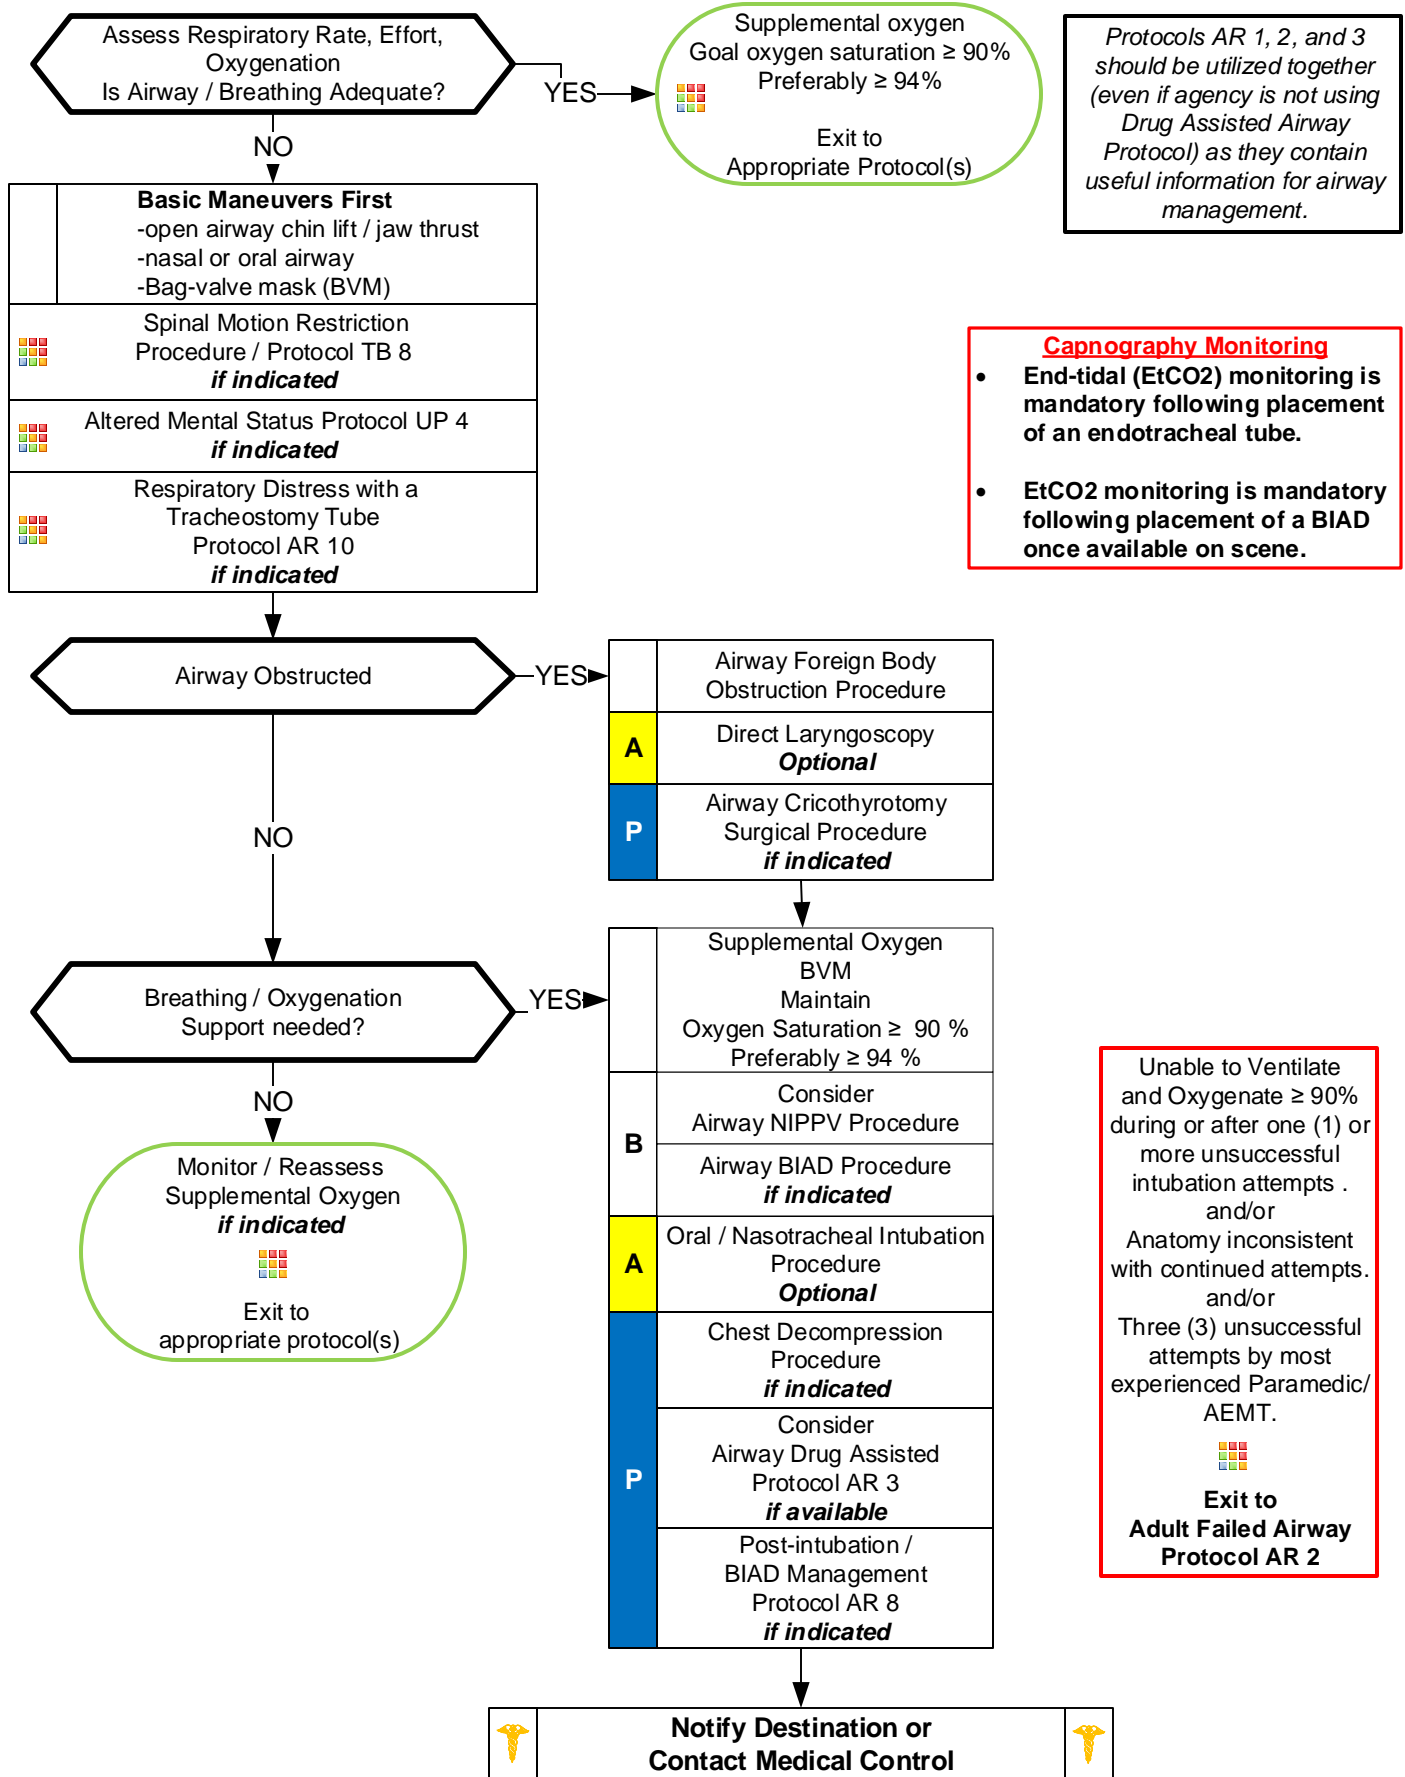 Assess Respiratory Rate, Effort,
Oxygenation
Is Airway / Breathing Adequate?
YES
Supplemental oxygen
Goal oxygen saturation ≥ 90%
Preferably ≥ 94%
Exit to
Appropriate Protocol(s)
Protocols AR 1, 2, and 3
should be utilized together
(even if agency is not using
Drug Assisted Airway
Protocol) as they contain
useful information for airway
management.
NO
Basic Maneuvers First
-open airway chin lift / jaw thrust
-nasal or oral airway
-Bag-valve mask (BVM)
Spinal Motion Restriction
Procedure / Protocol TB 8
if indicated
Altered Mental Status Protocol UP 4
if indicated
Respiratory Distress with a
Tracheostomy Tube
Protocol AR 10
if indicated
Capnography Monitoring
• End-tidal (EtCO2) monitoring is
mandatory following placement
of an endotracheal tube.
• EtCO2 monitoring is mandatory
following placement of a BIAD
once available on scene.
Airway Obstructed
YES
Airway Foreign Body
Obstruction Procedure
A
Direct Laryngoscopy
Optional
P
Airway Cricothyrotomy
Surgical Procedure
if indicated
NO
Breathing / Oxygenation
Support needed?
YES
Supplemental Oxygen
BVM
Maintain
Oxygen Saturation ≥ 90 %
Preferably ≥ 94 %
B
Consider
Airway NIPPV Procedure
Airway BIAD Procedure
if indicated
A
Oral / Nasotracheal Intubation
Procedure
Optional
P
Chest Decompression
Procedure
if indicated
Consider
Airway Drug Assisted
Protocol AR 3
if available
Post-intubation /
BIAD Management
Protocol AR 8
if indicated
NO
Monitor / Reassess
Supplemental Oxygen
if indicated
Exit to
appropriate protocol(s)
Unable to Ventilate
and Oxygenate ≥ 90%
during or after one (1) or
more unsuccessful
intubation attempts .
and/or
Anatomy inconsistent
with continued attempts.
and/or
Three (3) unsuccessful
attempts by most
experienced Paramedic/
AEMT.
Exit to
Adult Failed Airway
Protocol AR 2
Notify Destination or
Contact Medical Control